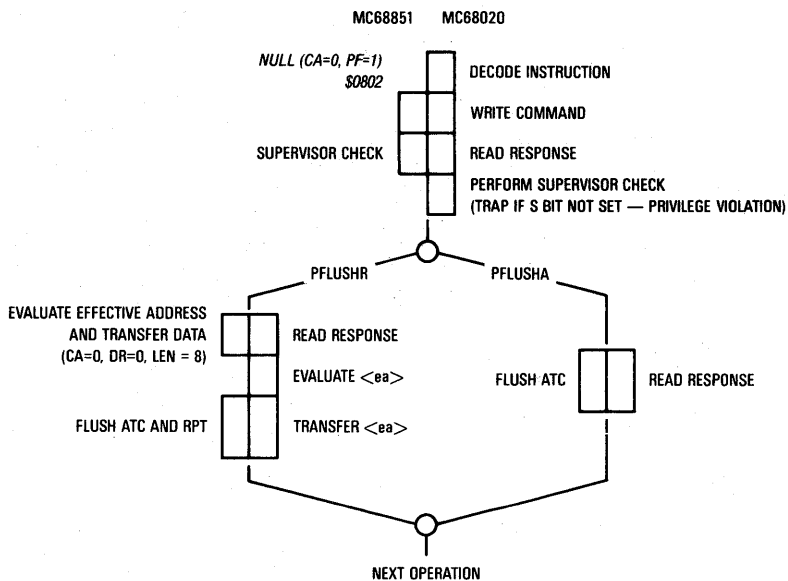 MC68851 MC68020
NULL (CA=0, PF=1)
$0802
DECODE INSTRUCTION
WRITE COMMAND
SUPERVISOR CHECK
READ RESPONSE
PERFORM SUPERVISOR CHECK
(TRAP IF S BIT NOT SET — PRIVILEGE VIOLATION)
PFLUSHR
PFLUSHA
EVALUATE EFFECTIVE ADDRESS
AND TRANSFER DATA
(CA=0, DR=0, LEN = 8)
READ RESPONSE
EVALUATE <ea>
FLUSH ATC AND RPT
TRANSFER <ea>
FLUSH ATC
READ RESPONSE
NEXT OPERATION